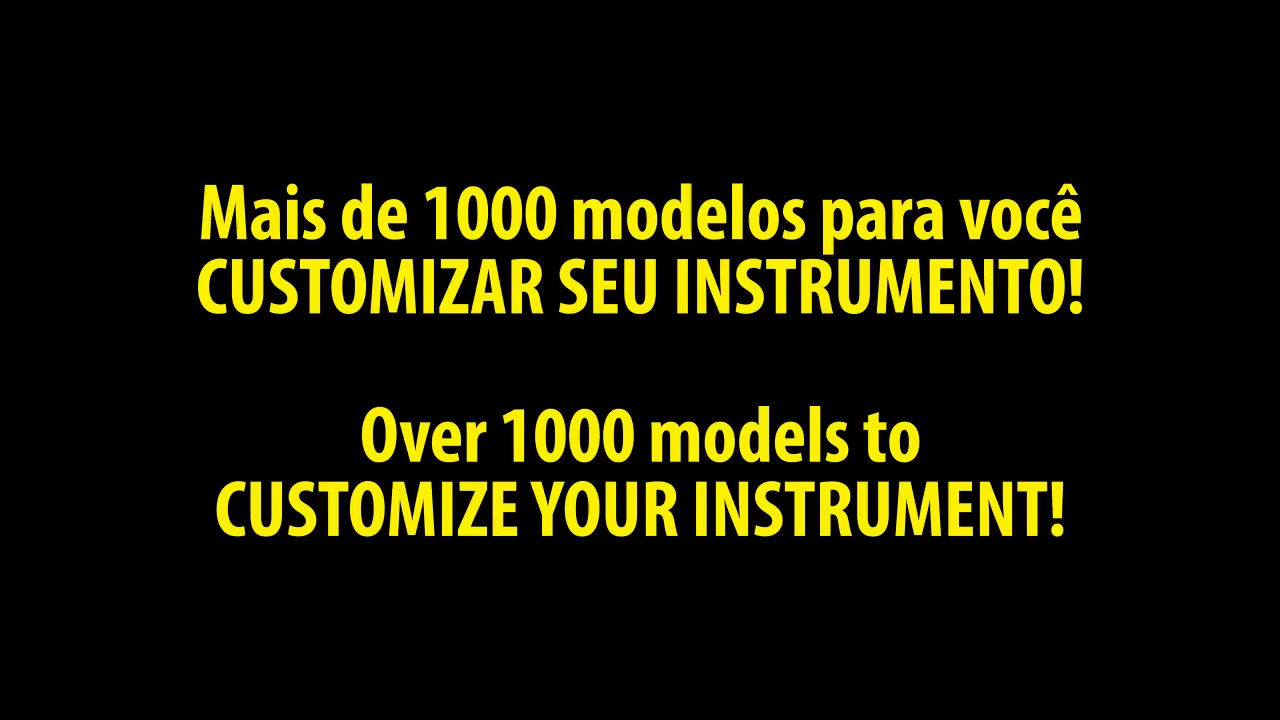 Mais de 1000 modelos para você
CUSTOMIZAR SEU INSTRUMENTO!
Over 1000 models to
CUSTOMIZE YOUR INSTRUMENT!